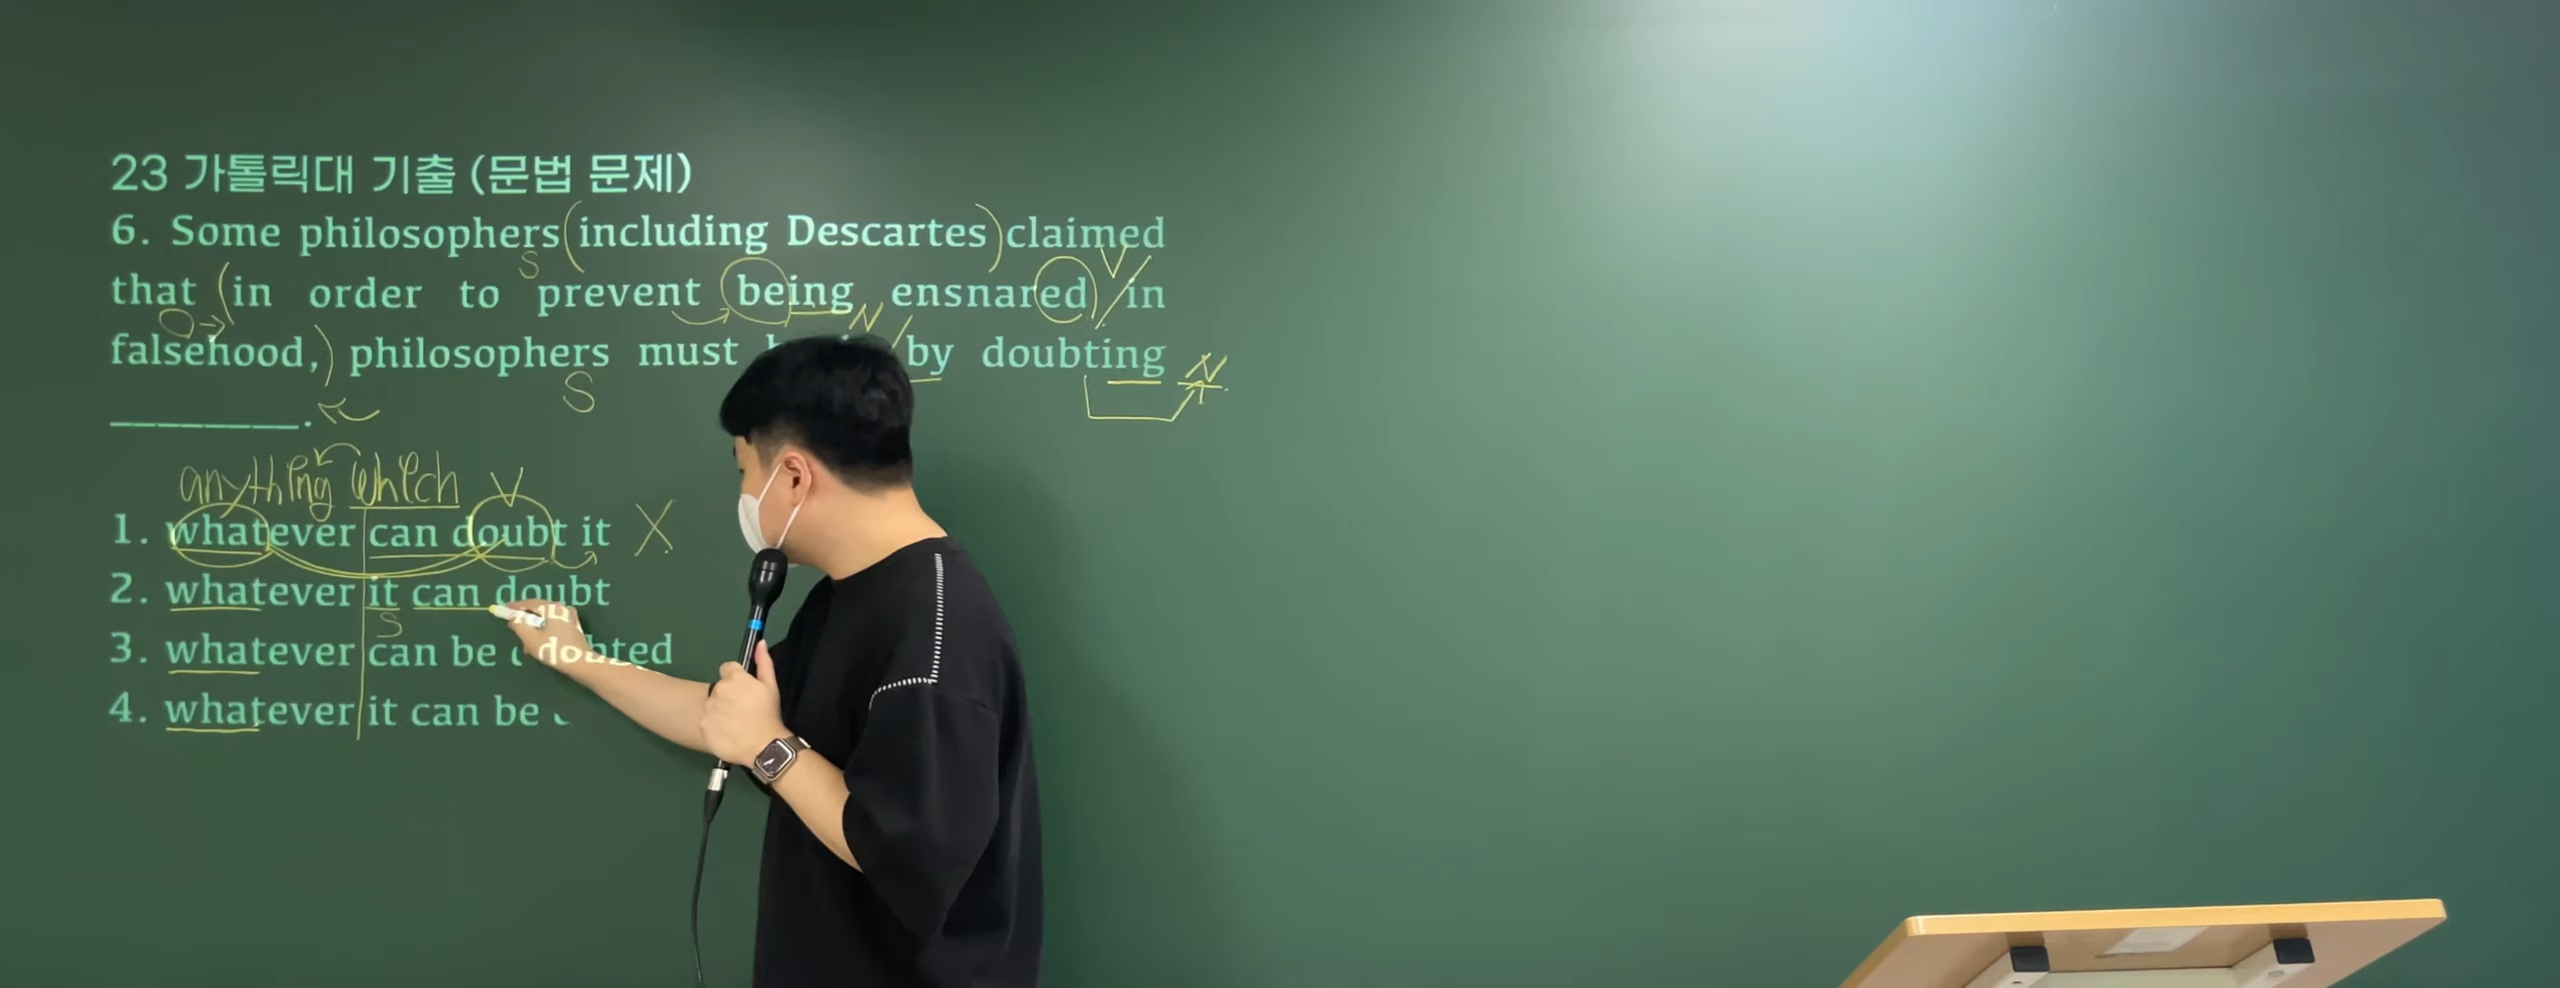 23 가톨릭대 기출 (문법 문제)
6. Some philosophers (including Descartes) claimed
S V
that (in order to prevent being ensnared) / in
O → N
falsehood,) philosophers must / by doubting N
S
________.
anything which V
1. whatever can doubt it X
2. whatever it can doubt
S
3. whatever can be doubted
4. whatever it can be